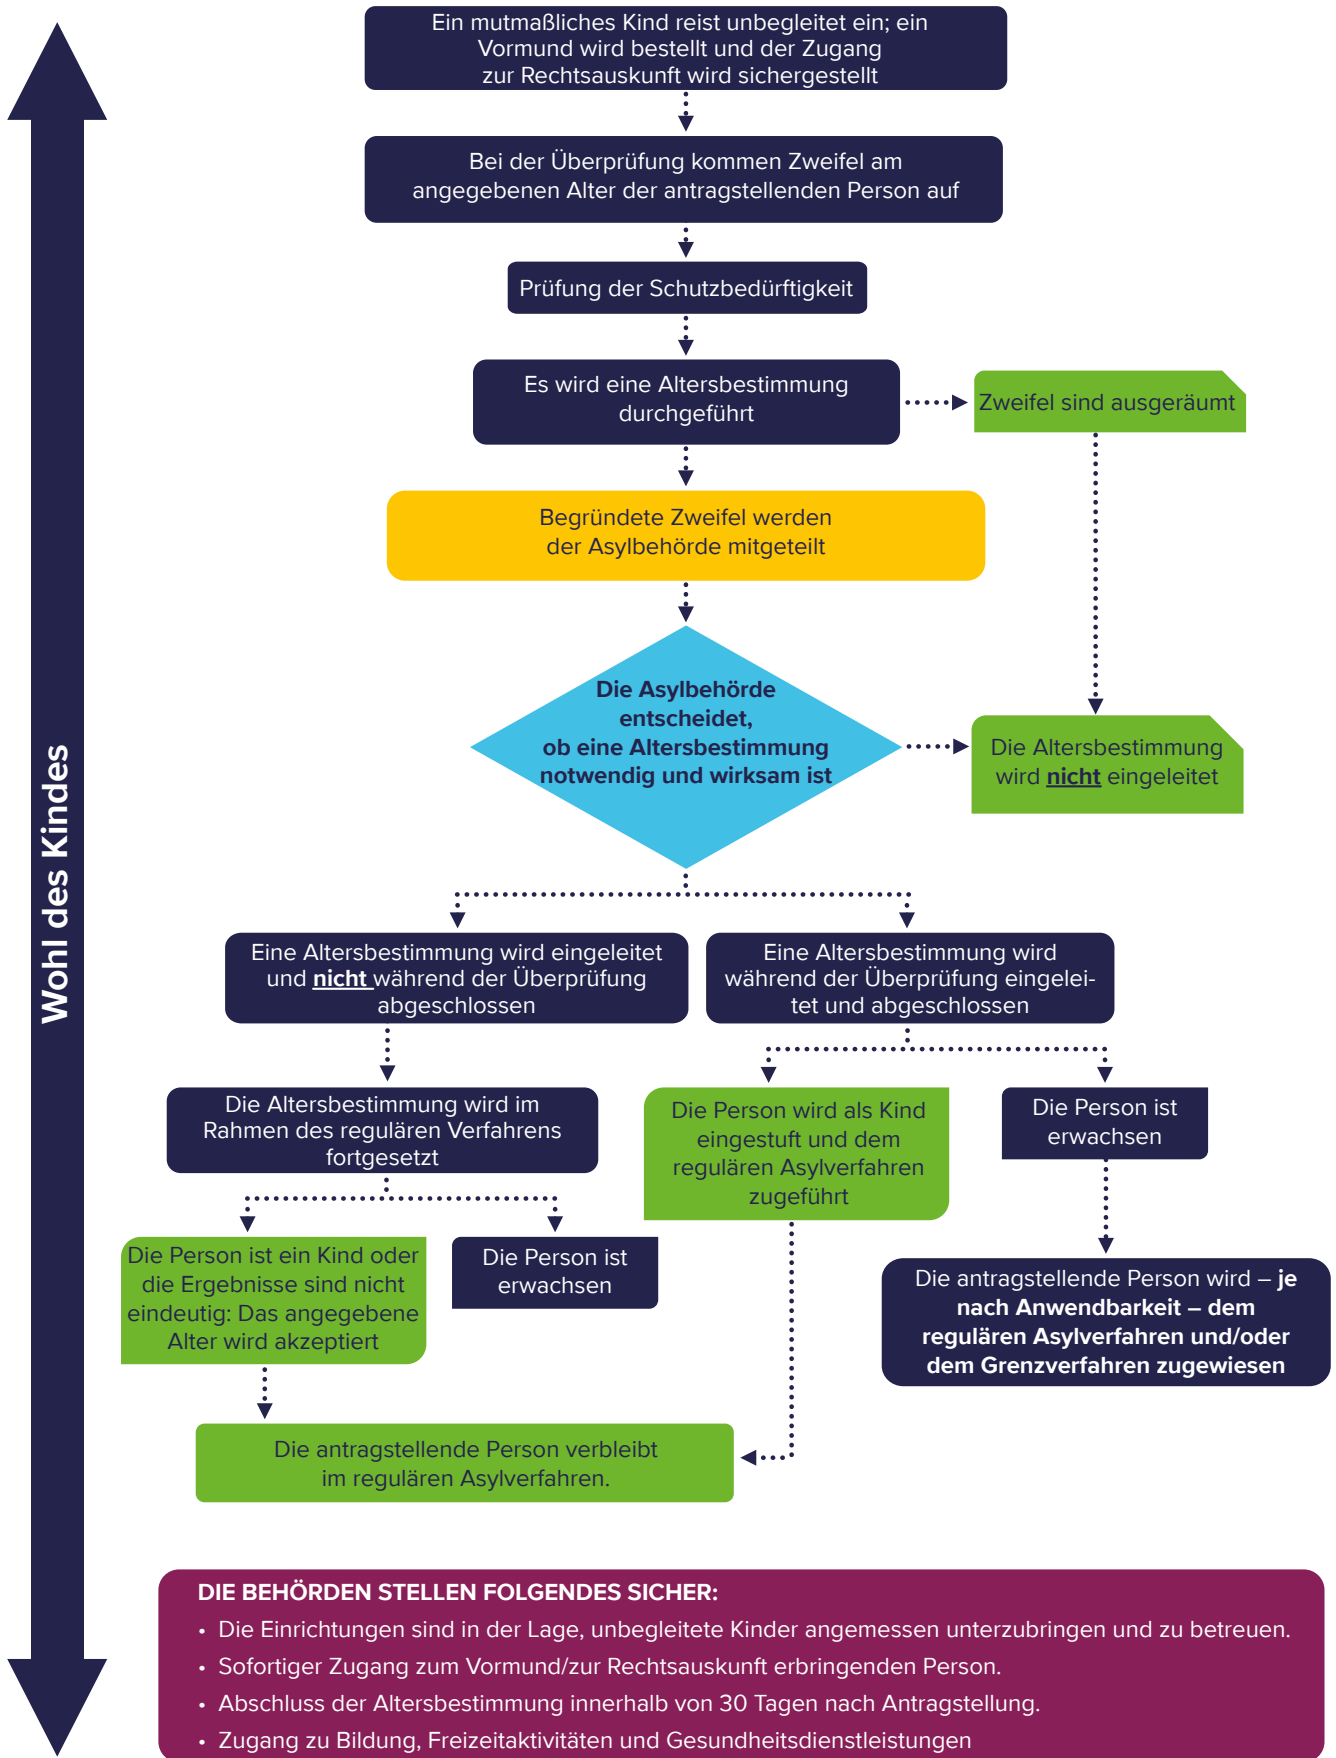 Ein mutmaßliches Kind reist unbegleitet ein; ein
Vormund wird bestellt und der Zugang
zur Rechtsauskunft wird sichergestellt
Bei der Überprüfung kommen Zweifel am
angegebenen Alter der antragstellenden Person auf
Prüfung der Schutzbedürftigkeit
Es wird eine Altersbestimmung
durchgeführt
Zweifel sind ausgeräumt
Begründete Zweifel werden
der Asylbehörde mitgeteilt
Die Asylbehörde
entscheidet,
ob eine Altersbestimmung
notwendig und wirksam ist
Die Altersbestimmung
wird nicht eingeleitet
Wohl des Kindes
Eine Altersbestimmung wird eingeleitet
und nicht während der Überprüfung
abgeschlossen
Eine Altersbestimmung wird
während der Überprüfung eingelei-
tet und abgeschlossen
Die Altersbestimmung wird im
Rahmen des regulären Verfahrens
fortgesetzt
Die Person wird als Kind
eingestuft und dem
regulären Asylverfahren
zugeführt
Die Person ist
erwachsen
Die Person ist ein Kind oder
die Ergebnisse sind nicht
eindeutig: Das angegebene
Alter wird akzeptiert
Die Person ist
erwachsen
Die antragstellende Person wird – je
nach Anwendbarkeit – dem
regulären Asylverfahren und/oder
dem Grenzverfahren zugewiesen
Die antragstellende Person verbleibt
im regulären Asylverfahren.
DIE BEHÖRDEN STELLEN FOLGENDES SICHER:
• Die Einrichtungen sind in der Lage, unbegleitete Kinder angemessen unterzubringen und zu betreuen.
• Sofortiger Zugang zum Vormund/zur Rechtsauskunft erbringenden Person.
• Abschluss der Altersbestimmung innerhalb von 30 Tagen nach Antragstellung.
• Zugang zu Bildung, Freizeitaktivitäten und Gesundheitsdienstleistungen